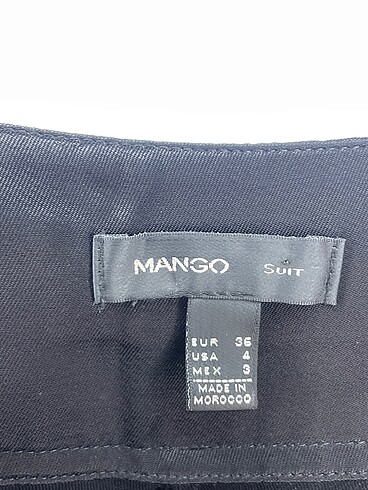 MANGO SUIT
EUR 36
USA 4
MEX 3
MADE IN
MOROCCO